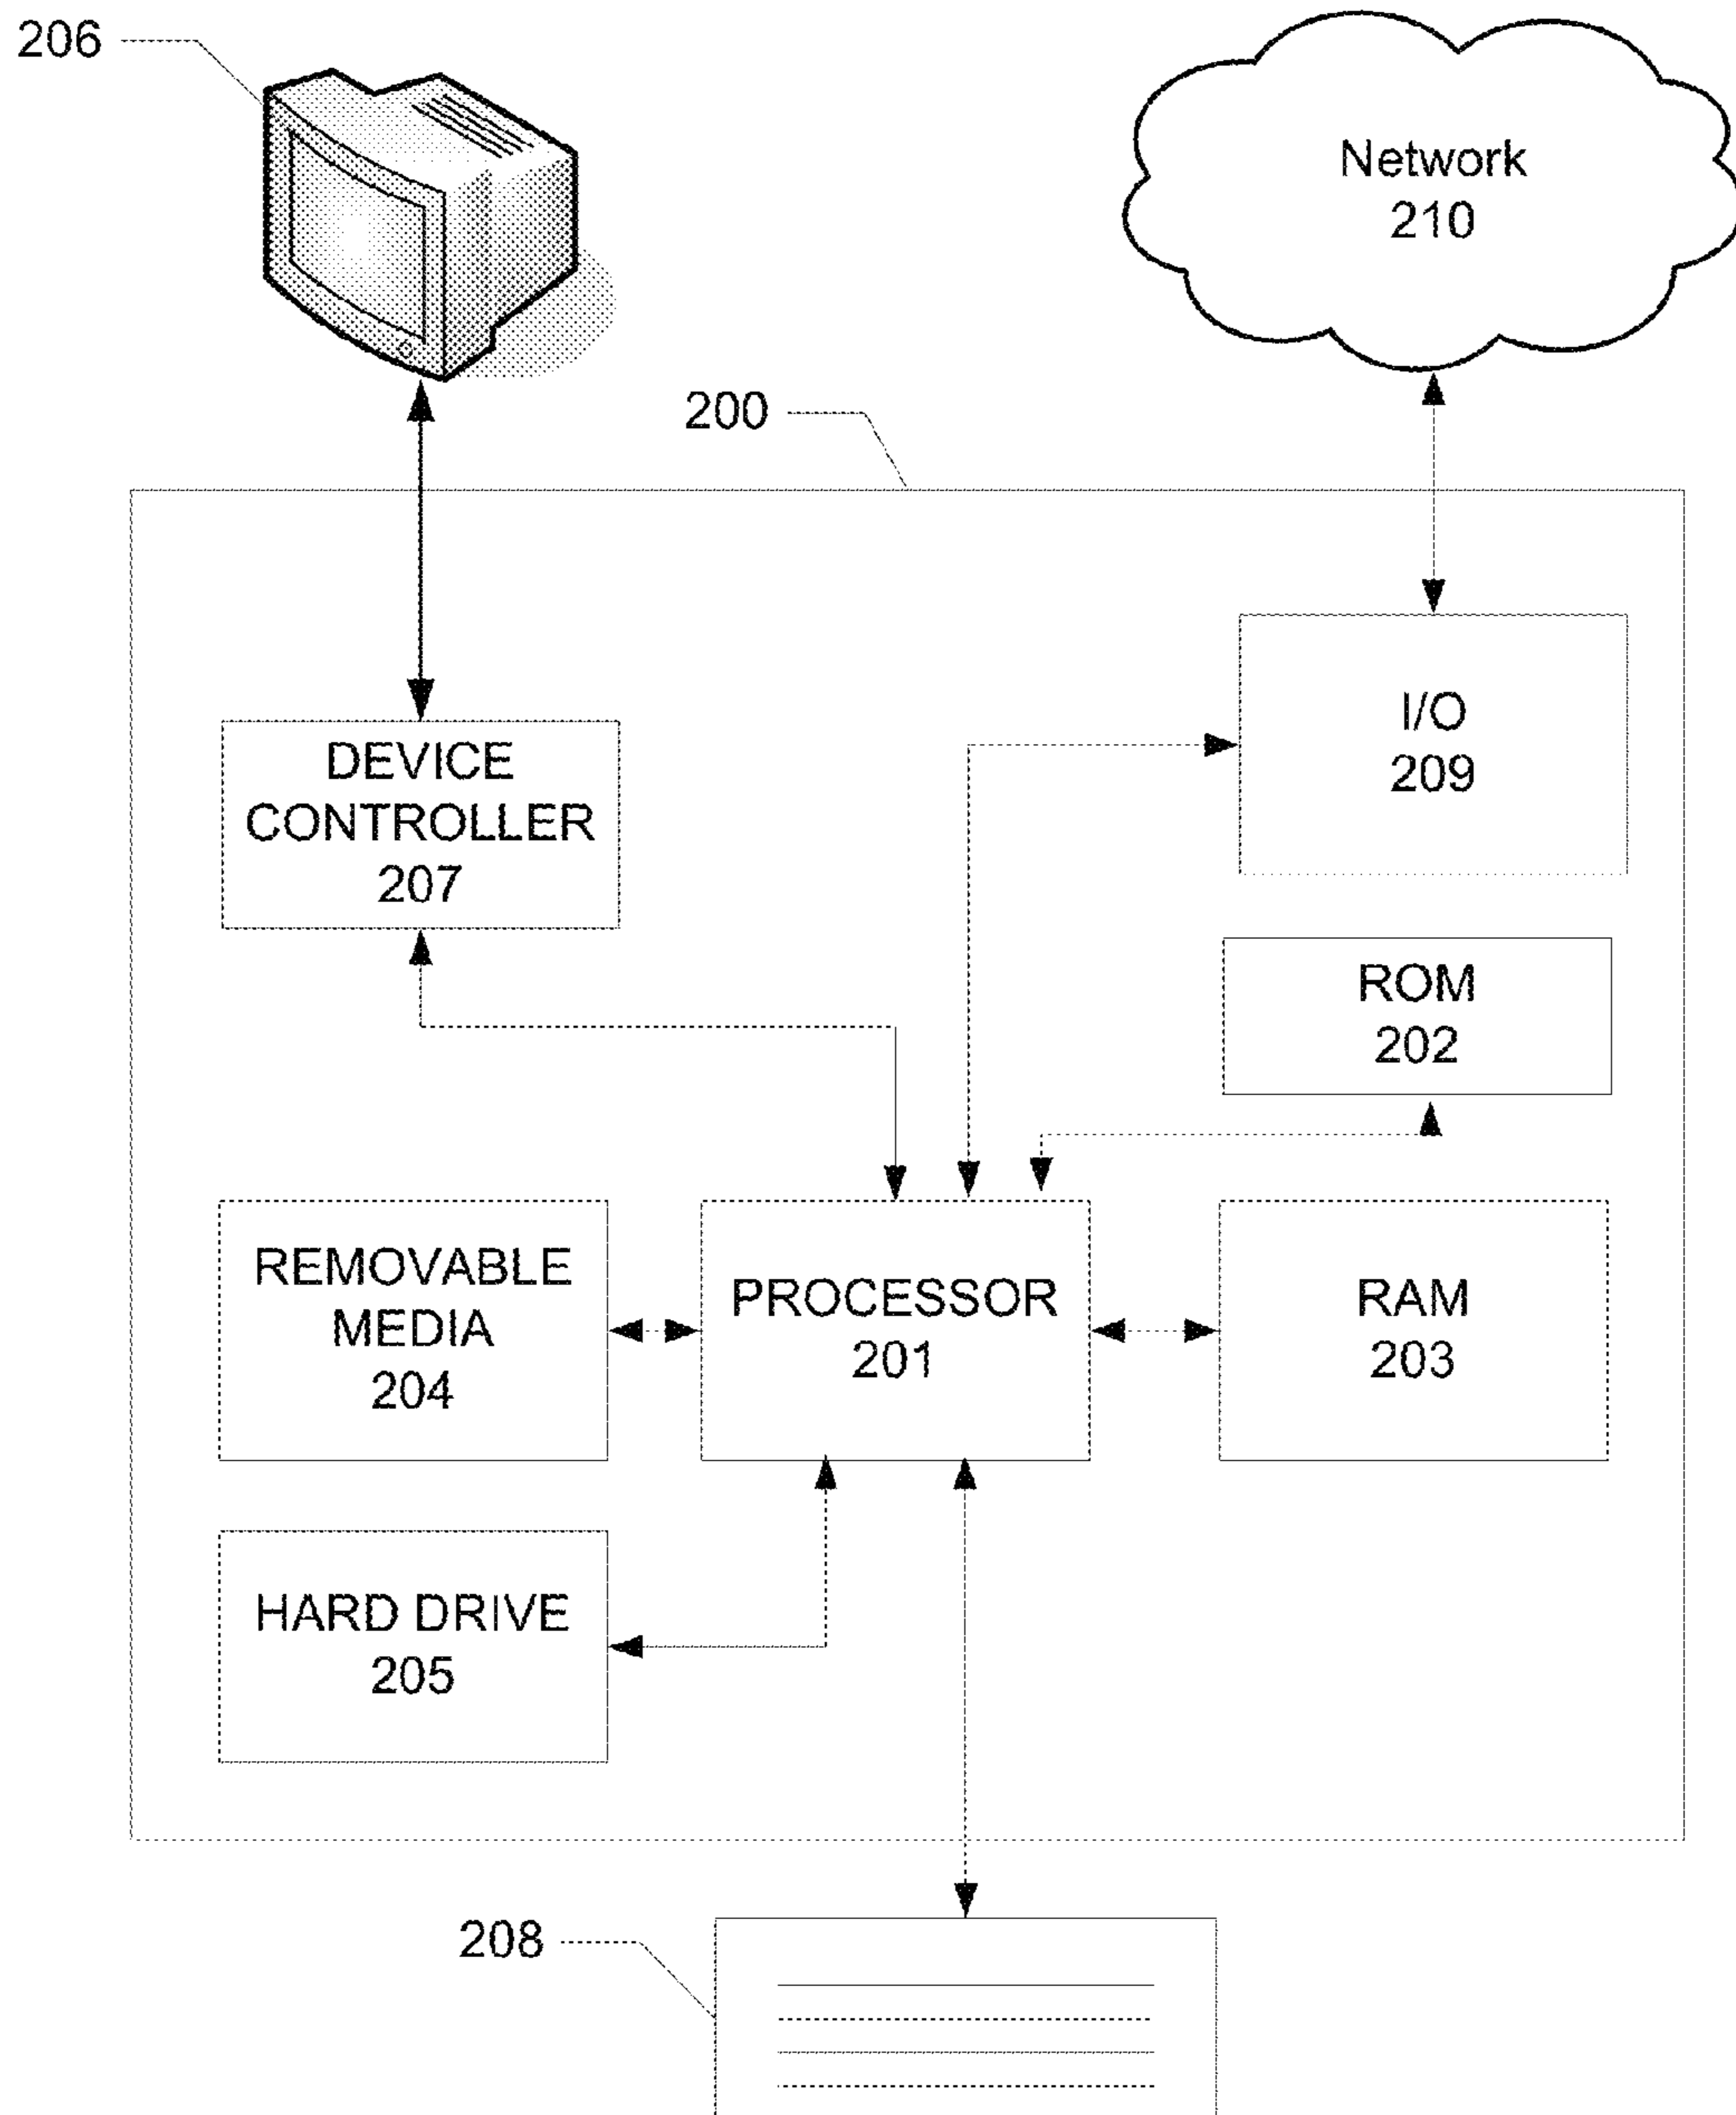 206
Network
210
200
I/O
209
DEVICE
CONTROLLER
207
ROM
202
REMOVABLE
MEDIA
204
PROCESSOR
201
RAM
203
HARD DRIVE
205
208